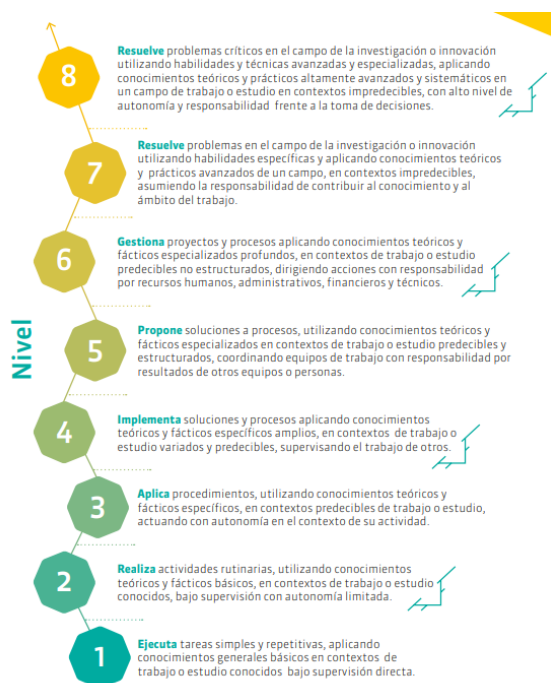 Nivel
8
Resuelve problemas críticos en el campo de la investigación o innovación
utilizando habilidades y técnicas avanzadas y especializadas, aplicando
conocimientos teóricos y prácticos altamente avanzados y sistemáticos en
un campo de trabajo o estudio en contextos impredecibles, con alto nivel de
autonomía y responsabilidad frente a la toma de decisiones.
7
Resuelve problemas en el campo de la investigación o innovación
utilizando habilidades específicas y aplicando conocimientos teóricos
y prácticos avanzados de un campo, en contextos impredecibles,
asumiendo la responsabilidad de contribuir al conocimiento y al
ámbito del trabajo.
6
Gestiona proyectos y procesos aplicando conocimientos teóricos y
fácticos especializados profundos, en contextos de trabajo o estudio
predecibles no estructurados, dirigiendo acciones con responsabilidad
por recursos humanos, administrativos, financieros y técnicos.
5
Propone soluciones a procesos, utilizando conocimientos teóricos y
fácticos especializados en contextos de trabajo o estudio predecibles y
estructurados, coordinando equipos de trabajo con responsabilidad por
resultados de otros equipos o personas.
4
Implementa soluciones y procesos aplicando conocimientos
teóricos y fácticos específicos amplios, en contextos de trabajo o
estudio variados y predecibles, supervisando el trabajo de otros.
3
Aplica procedimientos, utilizando conocimientos teóricos y
fácticos específicos, en contextos predecibles de trabajo o estudio,
actuando con autonomía en el contexto de su actividad.
2
Realiza actividades rutinarias, utilizando conocimientos
teóricos y fácticos básicos, en contextos de trabajo o estudio
conocidos, bajo supervisión con autonomía limitada.
1
Ejecuta tareas simples y repetitivas, aplicando
conocimientos generales básicos en contextos de
trabajo o estudio conocidos bajo supervisión directa.